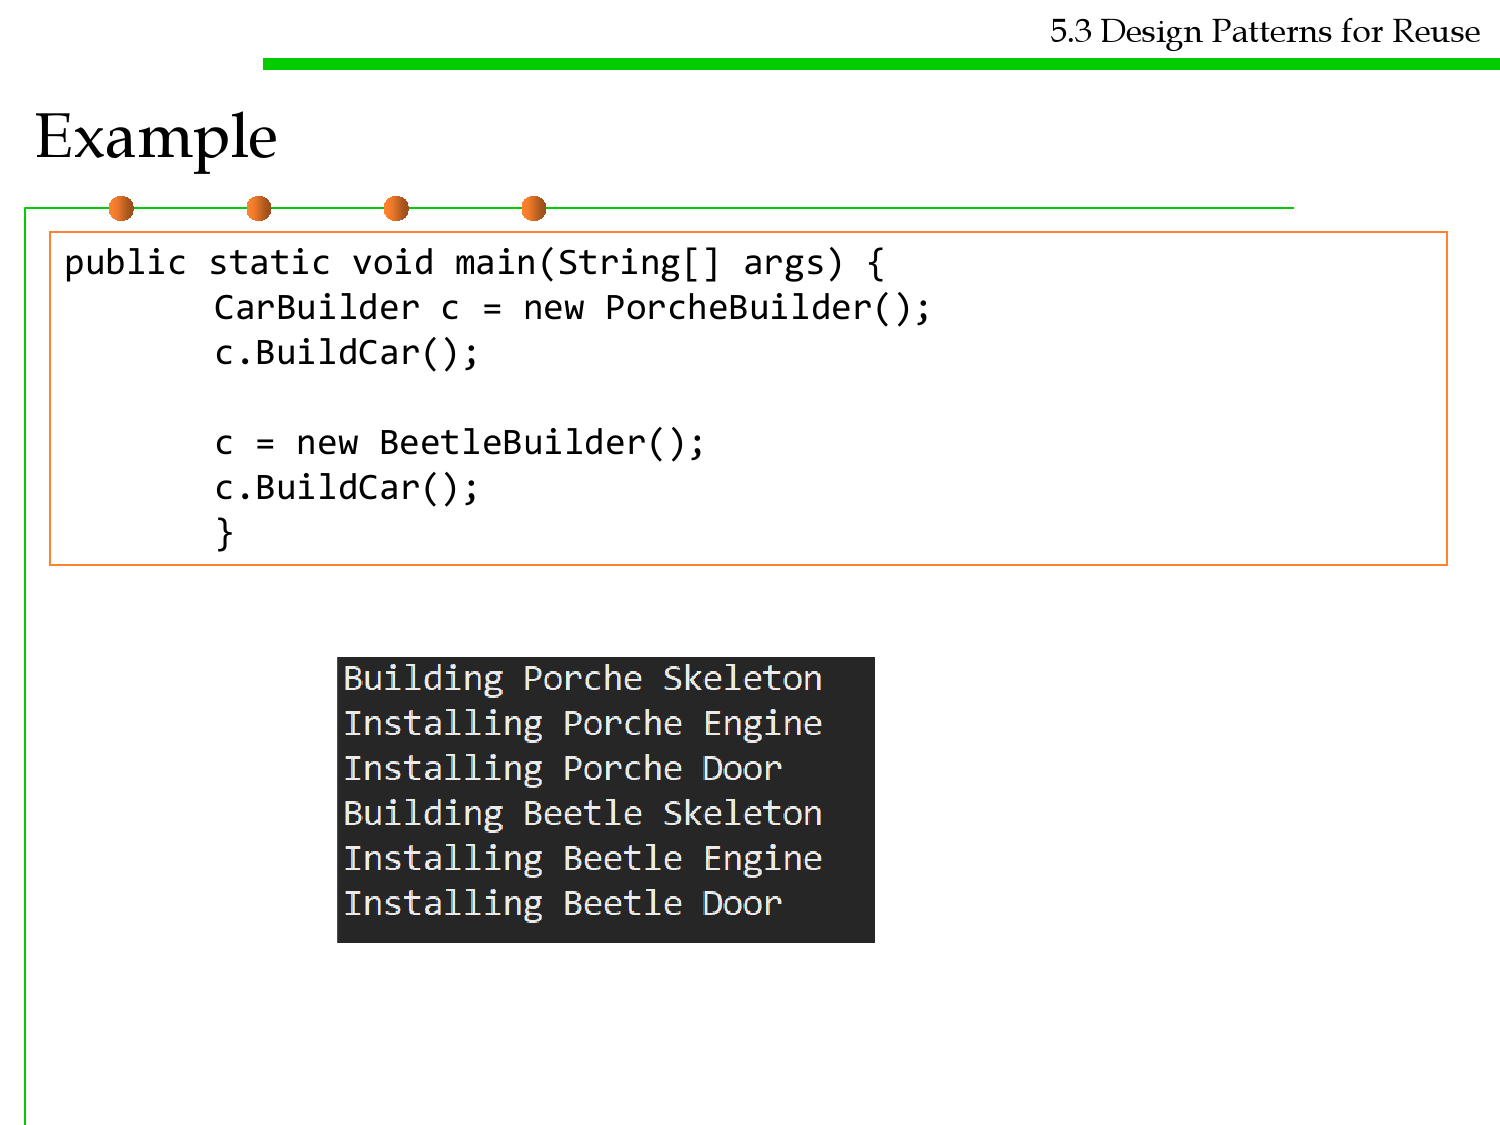 5.3 Design Patterns for Reuse
Example
public static void main(String[] args) {
CarBuilder c = new PorcheBuilder();
c.BuildCar();
c = new BeetleBuilder();
c.BuildCar();
}
Building Porche Skeleton
Installing Porche Engine
Installing Porche Door
Building Beetle Skeleton
Installing Beetle Engine
Installing Beetle Door